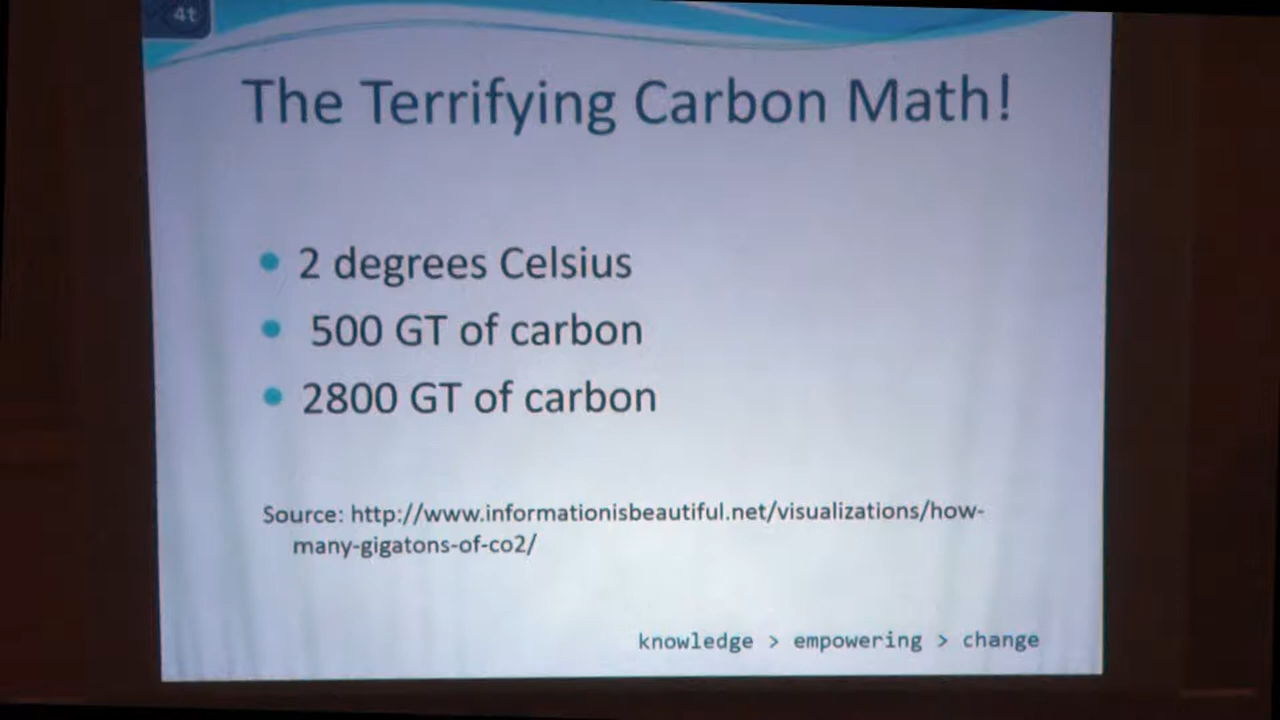 4t
The Terrifying Carbon Math!
• 2 degrees Celsius
• 500 GT of carbon
• 2800 GT of carbon
Source: http://www.informationisbeautiful.net/visualizations/how-
many-gigatons-of-co2/
knowledge > empowering > change